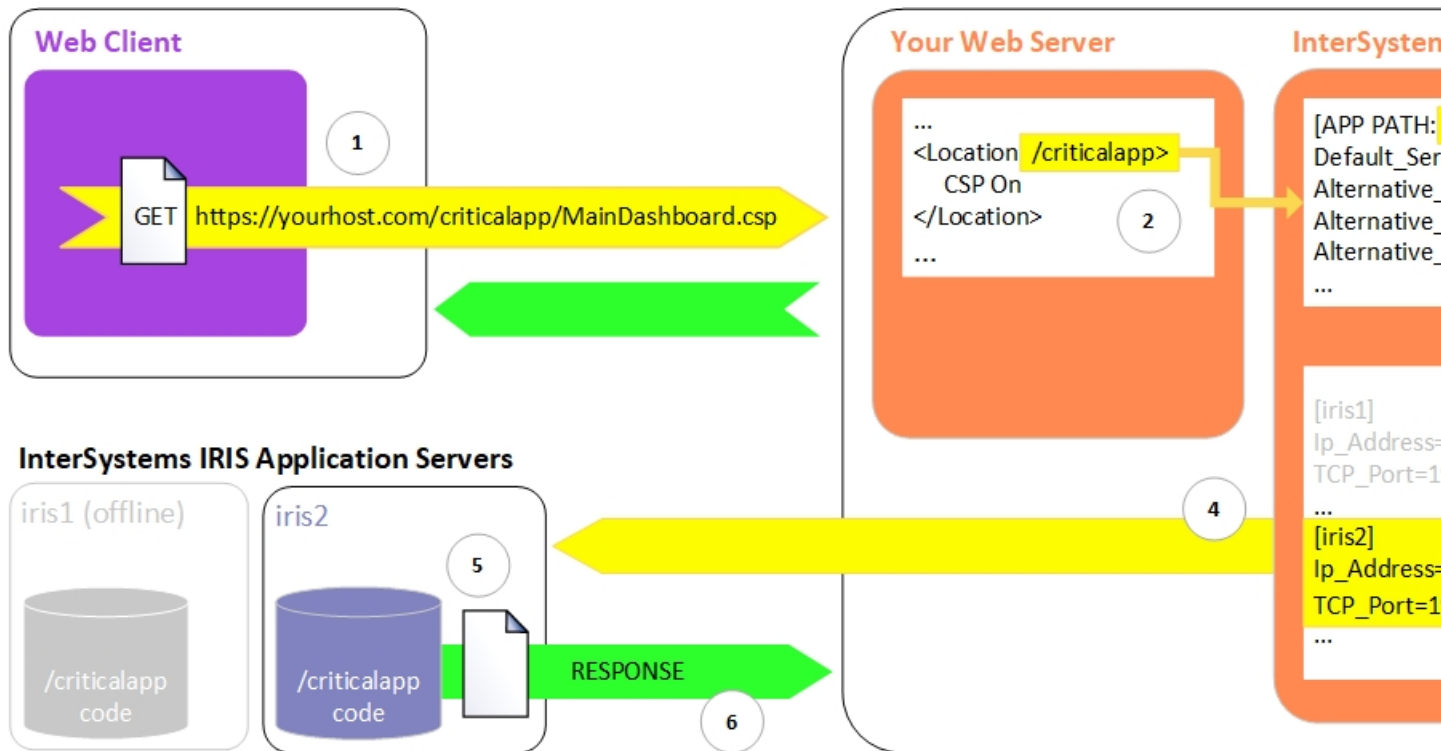 Web Client
1
GET
https://yourhost.com/criticalapp/MainDashboard.csp
Your Web Server
...
<Location /criticalapp>
CSP On
</Location>
...
2
InterSystem
[APP PATH:
Default_Ser
Alternative_
Alternative_
Alternative_
...
[iris1]
Ip_Address=
TCP_Port=1
...
[iris2]
Ip_Address=
TCP_Port=1
...
4
InterSystems IRIS Application Servers
iris1 (offline)
/criticalapp
code
iris2
/criticalapp
code
5
RESPONSE
6